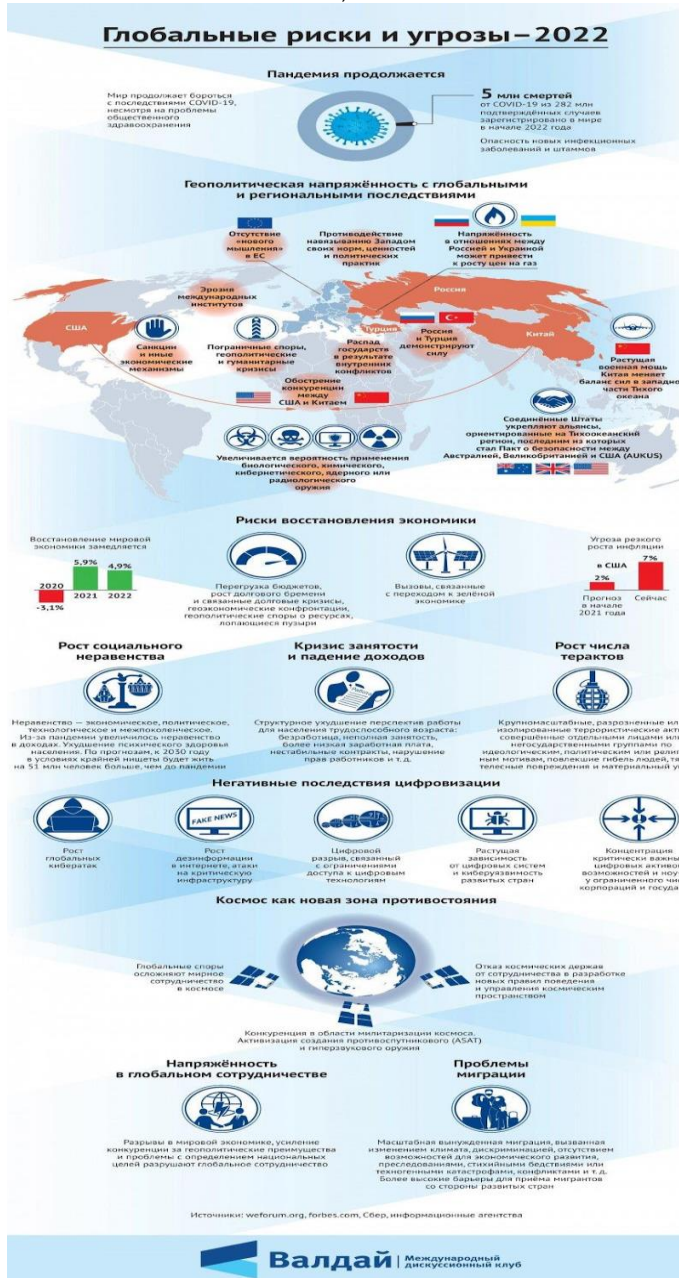 Глобальные риски и угрозы–2022
Пандемия продолжается
Мир продолжает бороться
с последствиями COVID-19,
несмотря на проблемы
общественного
здравоохранения
5 млн смертей
от COVID-19 из 282 млн
подтверждённых случаев
зарегистрировано в мире
в начале 2022 года
Опасность новых инфекционных
заболеваний и штаммов
Геополитическая напряжённость с глобальными
и региональными последствиями
Отсутствие
«нового
мышления»
в ЕС
Противодействие
навязыванию Западом
своих норм, ценностей
и политических
практик
Напряжённость
в отношениях между
Россией и Украиной
может привести
к росту цен на газ
Эрозия
международных
институтов
Россия
США
Турция
Китай
Санкции
и иные
экономические
механизмы
Пограничные споры,
геополитические
и гуманитарные
кризисы
Распад
государств
в результате
внутренних
конфликтов
Россия
и Турция
демонстрируют
силу
Растущая
военная мощь
Китая меняет
баланс сил в западной
части Тихого
океана
Обострение
конкуренции
между
США и Китаем
Соединённые Штаты
укрепляют альянсы,
ориентированные на Тихоокеанский
регион, последним из которых
стал Пакт о безопасности между
Австралией, Великобританией и США (AUKUS)
Увеличивается вероятность применения
биологического, химического,
кибернетического, ядерного или
радиологического
оружия
Риски восстановления экономики
Восстановление мировой
экономики замедляется
5,9%
4,9%
2020
-3,1%
2021
2022
Перегрузка бюджетов,
рост долгового бремени
и связанные долговые кризисы,
геоэкономические конфронтации,
геополитические споры о ресурсах,
лопающиеся пузыри
Вызовы, связанные
с переходом к зелёной
экономике
Угроза резкого
роста инфляции
7%
в США
2%
Прогноз
в начале
2021 года
Сейчас
Рост социального
неравенства
Неравенство — экономическое, политическое,
технологическое и межпоколенческое.
Из-за пандемии увеличилось неравенство
в доходах. Ухудшение психического здоровья
населения. По прогнозам, к 2030 году
в условиях крайней нищеты будет жить
на 51 млн человек больше, чем до пандемии
Кризис занятости
и падение доходов
Структурное ухудшение перспектив работы
для населения трудоспособного возраста:
безработица, неполная занятость,
более низкая заработная плата,
нестабильные контракты, нарушение
прав работников и т. д.
Рост числа
терактов
Крупномасштабные, разрозненные или
изолированные террористические акт
совершённые отдельными лицами или
негосударственными группами по
идеологическим, политическим или религи
ным мотивам, повлекшие гибель людей, тя
телесные повреждения и материальный у
Негативные последствия цифровизации
Рост
глобальных
кибератак
FAKE NEWS
Рост
дезинформации
в интернете, атаки
на критическую
инфраструктуру
Цифровой
разрыв, связанный
с ограничениями
доступа к цифровым
технологиям
Растущая
зависимость
от цифровых систем
и киберуязвимость
развитых стран
Концентрация
критически важны
цифровых активо
возможностей и ноу
у ограниченного чис
корпораций и государ
Космос как новая зона противостояния
Глобальные споры
осложняют мирное
сотрудничество
в космосе
Отказ космических держав
от сотрудничества в разработке
новых правил поведения
и управления космическим
пространством
Конкуренция в области милитаризации космоса.
Активизация создания противоспутникового (ASAT)
и гиперзвукового оружия
Напряжённость
в глобальном сотрудничестве
Разрывы в мировой экономике, усиление
конкуренции за геополитические преимущества
и проблемы с определением национальных
целей разрушают глобальное сотрудничество
Проблемы
миграции
Масштабная вынужденная миграция, вызванная
изменением климата, дискриминацией, отсутствием
возможностей для экономического развития,
преследованиями, стихийными бедствиями или
техногенными катастрофами, конфликтами и т. д.
Более высокие барьеры для приёма мигрантов
со стороны развитых стран
Источники: weforum.org, forbes.com, Сбер, информационные агентства
Валдай
Международный
дискуссионный клуб